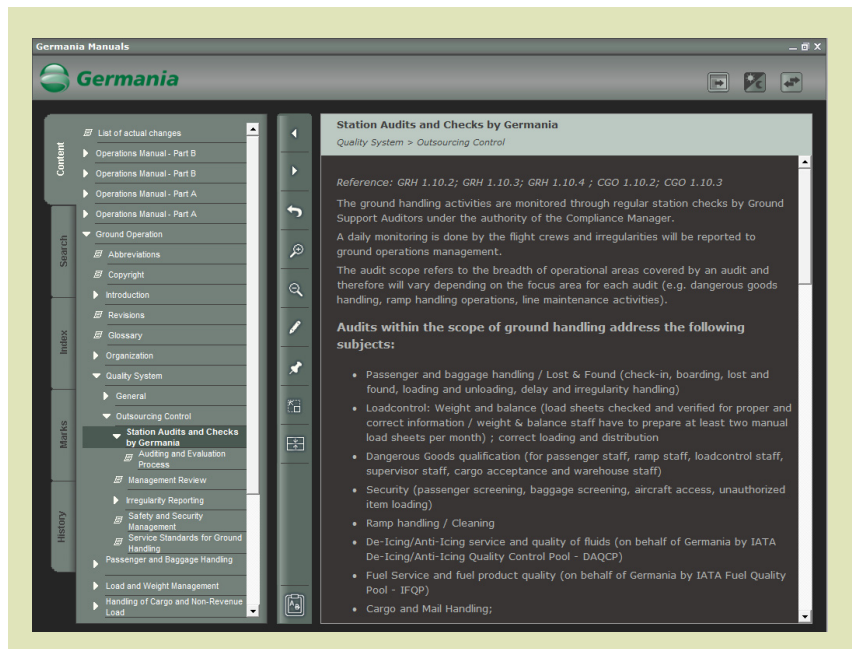 Germania Manuals
Germania
Content
Search
Index
Marks
History
List of actual changes
Operations Manual - Part B
Operations Manual - Part B
Operations Manual - Part A
Operations Manual - Part A
Ground Operation
Abbreviations
Copyright
Introduction
Revisions
Glossary
Organization
Quality System
General
Outsourcing Control
Station Audits and Checks
by Germania
Auditing and Evaluation
Process
Management Review
Irregularity Reporting
Safety and Security
Management
Service Standards for Ground
Handling
Passenger and Baggage Handling
Load and Weight Management
Handling of Cargo and Non-Revenue
Load
Station Audits and Checks by Germania
Quality System > Outsourcing Control
Reference: GRH 1.10.2; GRH 1.10.3; GRH 1.10.4 ; CGO 1.10.2; CGO 1.10.3
The ground handling activities are monitored through regular station checks by Ground
Support Auditors under the authority of the Compliance Manager.
A daily monitoring is done by the flight crews and irregularities will be reported to
ground operations management.
The audit scope refers to the breadth of operational areas covered by an audit and
therefore will vary depending on the focus area for each audit (e.g. dangerous goods
handling, ramp handling operations, line maintenance activities).
Audits within the scope of ground handling address the following
subjects:
• Passenger and baggage handling / Lost & Found (check-in, boarding, lost and
found, loading and unloading, delay and irregularity handling)
• Loadcontrol: Weight and balance (load sheets checked and verified for proper and
correct information / weight & balance staff have to prepare at least two manual
load sheets per month) ; correct loading and distribution
• Dangerous Goods qualification (for passenger staff, ramp staff, loadcontrol staff,
supervisor staff, cargo acceptance and warehouse staff)
• Security (passenger screening, baggage screening, aircraft access, unauthorized
item loading)
• Ramp handling / Cleaning
• De-Icing/Anti-Icing service and quality of fluids (on behalf of Germania by IATA
De-Icing/Anti-Icing Quality Control Pool - DAQCP)
• Fuel Service and fuel product quality (on behalf of Germania by IATA Fuel Quality
Pool - IFQP)
• Cargo and Mail Handling;